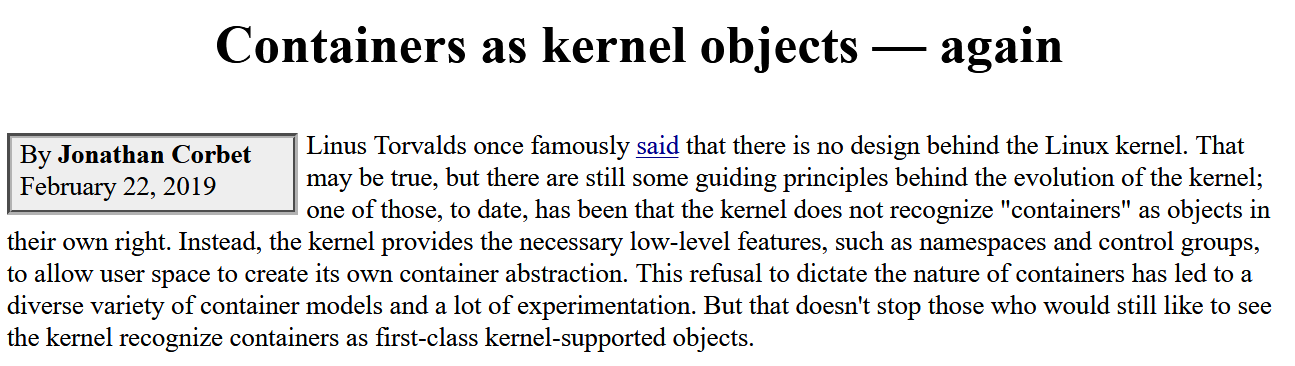 Containers as kernel objects — again
By Jonathan Corbet
February 22, 2019
Linus Torvalds once famously said that there is no design behind the Linux kernel. That
may be true, but there are still some guiding principles behind the evolution of the kernel;
one of those, to date, has been that the kernel does not recognize "containers" as objects in
their own right. Instead, the kernel provides the necessary low-level features, such as namespaces and control groups,
to allow user space to create its own container abstraction. This refusal to dictate the nature of containers has led to a
diverse variety of container models and a lot of experimentation. But that doesn't stop those who would still like to see
the kernel recognize containers as first-class kernel-supported objects.